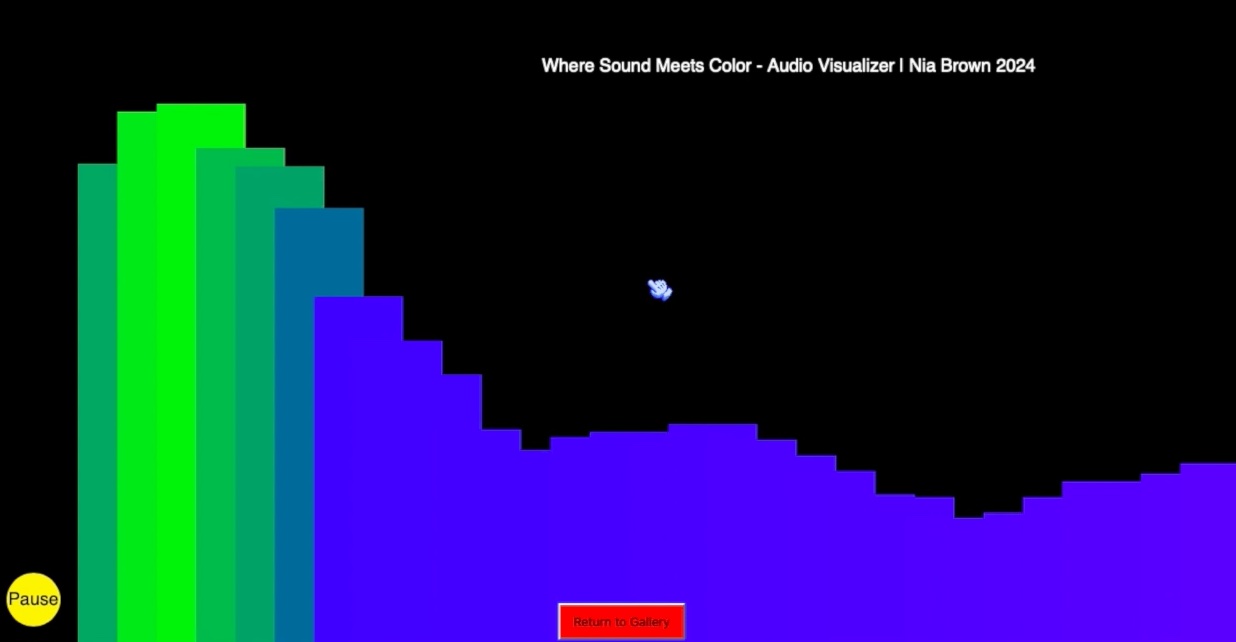 Where Sound Meets Color - Audio Visualizer | Nia Brown 2024
Pause
Return to Gallery